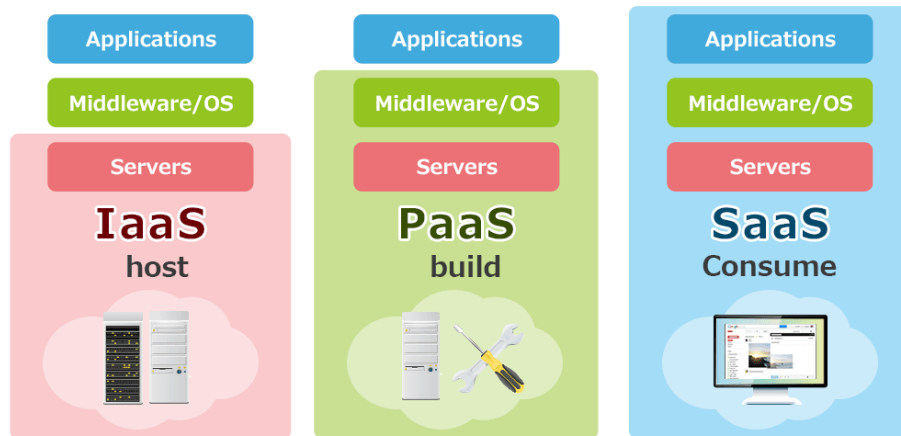 Applications
Middleware/OS
Servers
IaaS
host
Applications
Middleware/OS
Servers
PaaS
build
Applications
Middleware/OS
Servers
SaaS
Consume